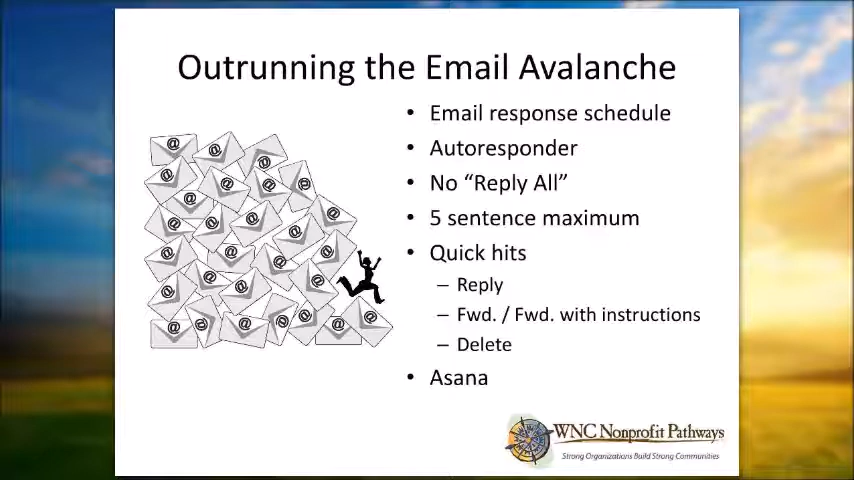 Outrunning the Email Avalanche
• Email response schedule
• Autoresponder
• No “Reply All”
• 5 sentence maximum
• Quick hits
– Reply
– Fwd. / Fwd. with instructions
– Delete
• Asana
WNC Nonprofit Pathways
Strong Organizations Build Strong Communities